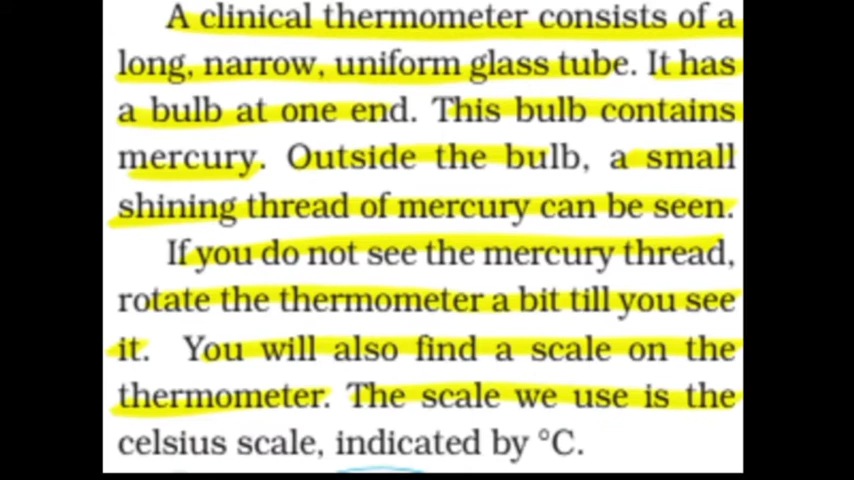 A clinical thermometer consists of a
long, narrow, uniform glass tube. It has
a bulb at one end. This bulb contains
mercury. Outside the bulb, a small
shining thread of mercury can be seen.
If you do not see the mercury thread,
rotate the thermometer a bit till you see
it. You will also find a scale on the
thermometer. The scale we use is the
celsius scale, indicated by °C.